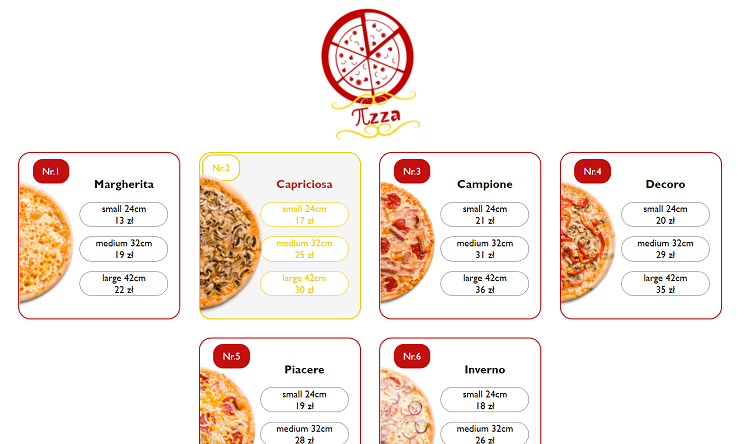 πzza
Nr.1
Margherita
small 24cm
13 zł
medium 32cm
19 zł
large 42cm
22 zł
Nr.2
Capriciosa
small 24cm
17 zł
medium 32cm
25 zł
large 42cm
30 zł
Nr.3
Campione
small 24cm
21 zł
medium 32cm
31 zł
large 42cm
36 zł
Nr.4
Decoro
small 24cm
20 zł
medium 32cm
29 zł
large 42cm
35 zł
Nr.5
Piacere
small 24cm
19 zł
medium 32cm
28 zł
Nr.6
Inverno
small 24cm
18 zł
medium 32cm
26 zł